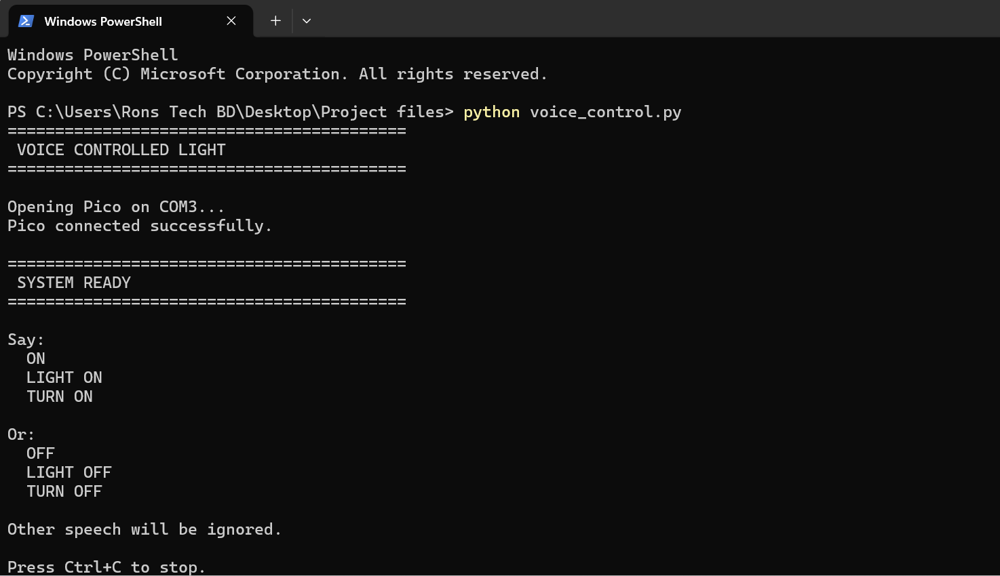 Windows PowerShell
Windows PowerShell
Copyright (C) Microsoft Corporation. All rights reserved.
PS C:\Users\Rons Tech BD\Desktop\Project files> python voice_control.py
==========================================
 VOICE CONTROLLED LIGHT
==========================================
Opening Pico on COM3...
Pico connected successfully.
==========================================
 SYSTEM READY
==========================================
Say:
  ON
  LIGHT ON
  TURN ON
Or:
  OFF
  LIGHT OFF
  TURN OFF
Other speech will be ignored.
Press Ctrl+C to stop.